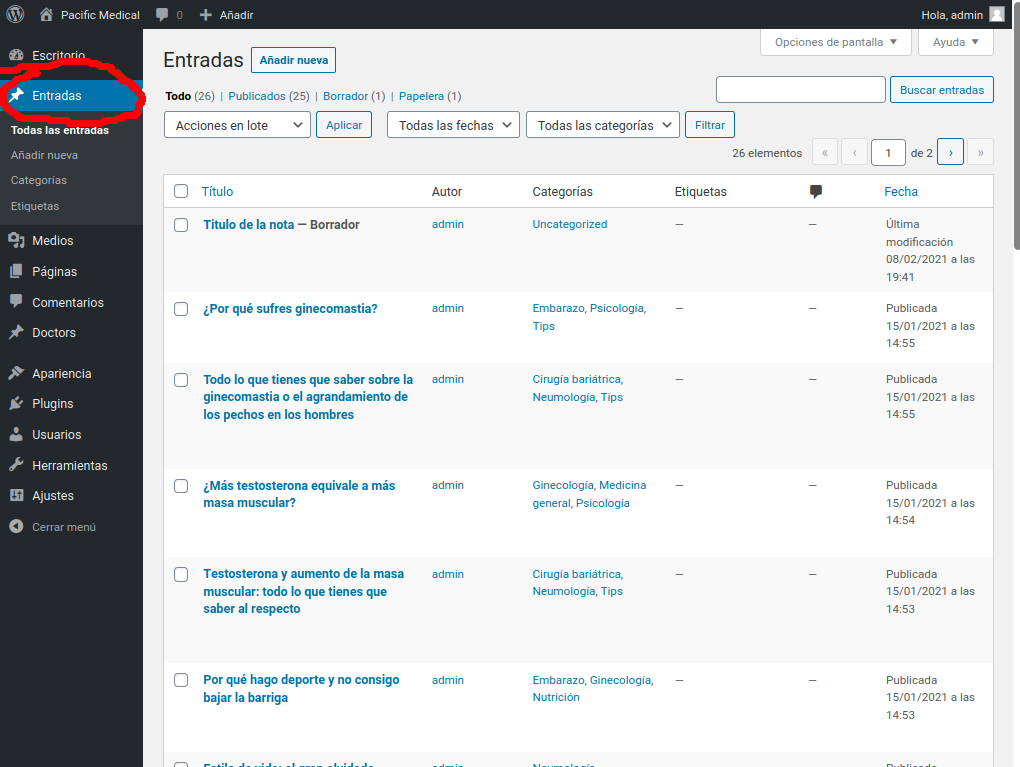 Pacific Medical 0 Añadir Hola, admin
Opciones de pantalla Ayuda
Escritorio
Entradas
Todas las entradas
Añadir nueva
Categorías
Etiquetas
Medios
Páginas
Comentarios
Doctors
Apariencia
Plugins
Usuarios
Herramientas
Ajustes
Cerrar menú
Entradas Añadir nueva
Todo (26) | Publicados (25) | Borrador (1) | Papelera (1)
Buscar entradas
Acciones en lote Aplicar Todas las fechas Todas las categorías Filtrar
26 elementos « ‹ 1 de 2 › »
Título Autor Categorías Etiquetas Fecha
Titulo de la nota — Borrador admin Uncategorized — — Última
modificación
08/02/2021 a las
19:41
¿Por qué sufres ginecomastia? admin Embarazo, Psicología, — — Publicada
Tips 15/01/2021 a las
14:55
Todo lo que tienes que saber sobre la admin Cirugía bariátrica, — — Publicada
ginecomastia o el agrandamiento de Neumología, Tips 15/01/2021 a las
los pechos en los hombres 14:55
¿Más testosterona equivale a más admin Ginecología, Medicina — — Publicada
masa muscular? general, Psicología 15/01/2021 a las
14:54
Testosterona y aumento de la masa admin Cirugía bariátrica, — — Publicada
muscular: todo lo que tienes que Neumología, Tips 15/01/2021 a las
saber al respecto 14:53
Por qué hago deporte y no consigo admin Embarazo, Ginecología, — — Publicada
bajar la barriga Nutrición 15/01/2021 a las
14:53
Estilo de vida: el gran olvidado admin Neumología, Publicada